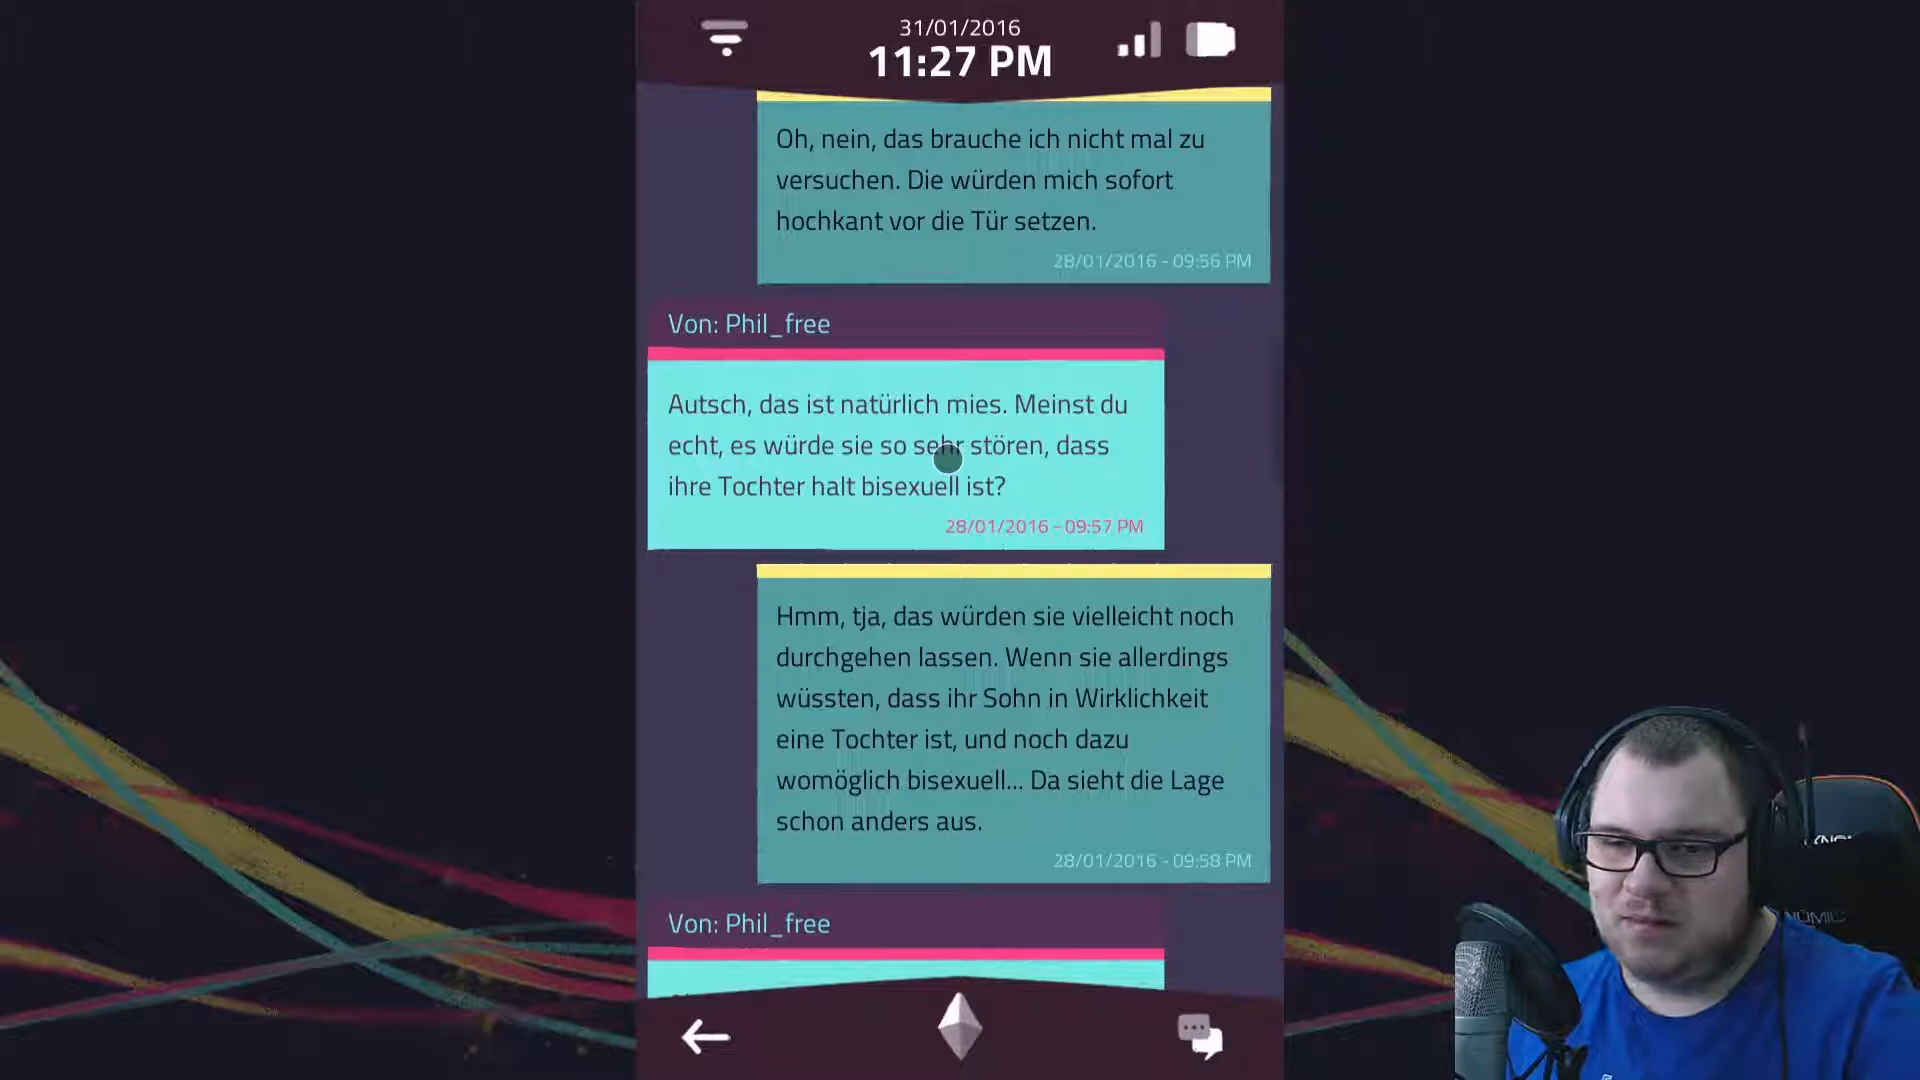 31/01/2016
11:27 PM
Oh, nein, das brauche ich nicht mal zu
versuchen. Die würden mich sofort
hochkant vor die Tür setzen.
28/01/2016 - 09:56 PM
Von: Phil_free
Autsch, das ist natürlich mies. Meinst du
echt, es würde sie so sehr stören, dass
ihre Tochter halt bisexuell ist?
28/01/2016 - 09:57 PM
Hmm, tja, das würden sie vielleicht noch
durchgehen lassen. Wenn sie allerdings
wüssten, dass ihr Sohn in Wirklichkeit
eine Tochter ist, und noch dazu
womöglich bisexuell... Da sieht die Lage
schon anders aus.
28/01/2016 - 09:58 PM
Von: Phil_free